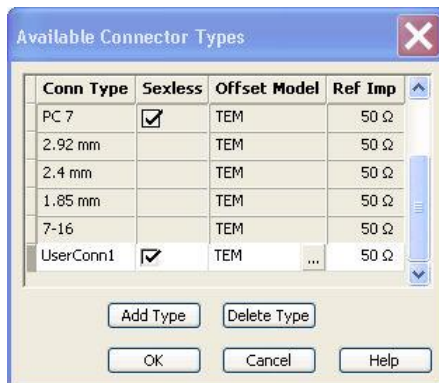 Available Connector Types
Conn Type Sexless Offset Model Ref Imp
PC 7 TEM 50 Ω
2.92 mm TEM 50 Ω
2.4 mm TEM 50 Ω
1.85 mm TEM 50 Ω
7-16 TEM 50 Ω
UserConn1 TEM ... 50 Ω
Add Type Delete Type
OK Cancel Help